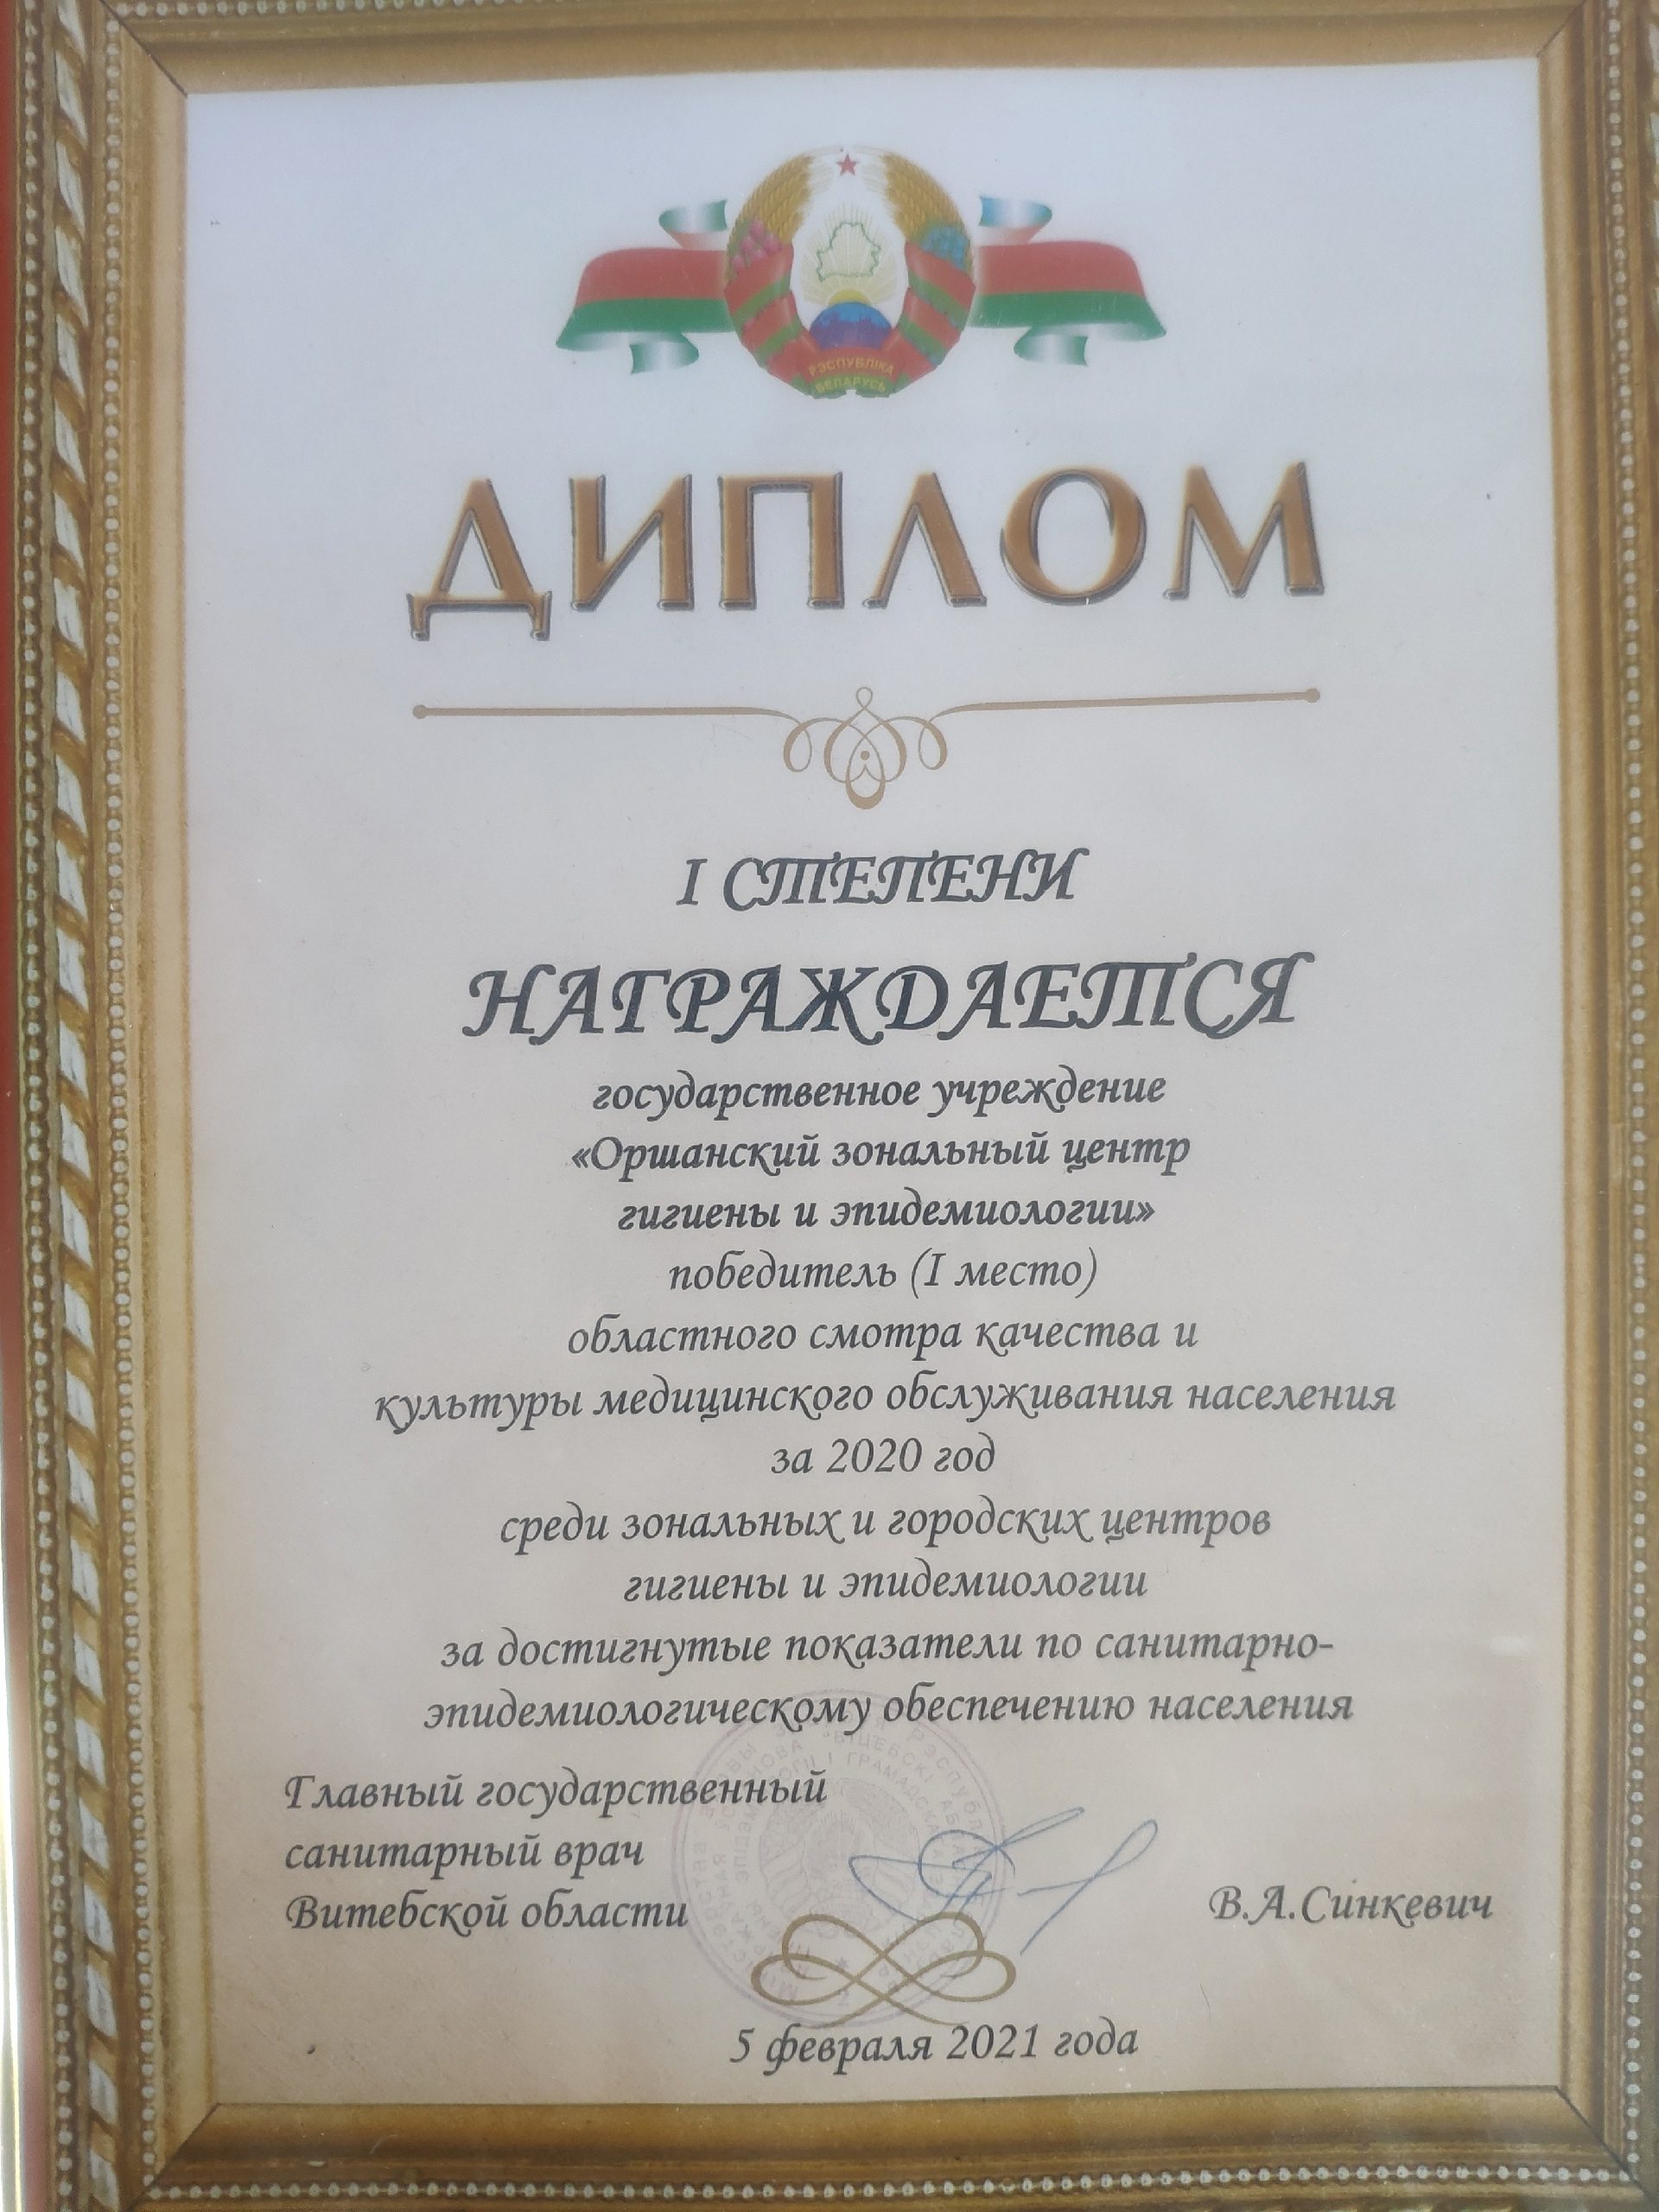 РЭСПУБЛІКА
БЕЛАРУСЬ
ДИПЛОМ
I СТЕПЕНИ
НАГРАЖДАЕТСЯ
государственное учреждение
«Оршанский зональный центр
гигиены и эпидемиологии»
победитель (I место)
областного смотра качества и
культуры медицинского обслуживания населения
за 2020 год
среди зональных и городских центров
гигиены и эпидемиологии
за достигнутые показатели по санитарно-
эпидемиологическому обеспечению населения
Главный государственный
санитарный врач
Витебской области
В.А.Синкевич
5 февраля 2021 года